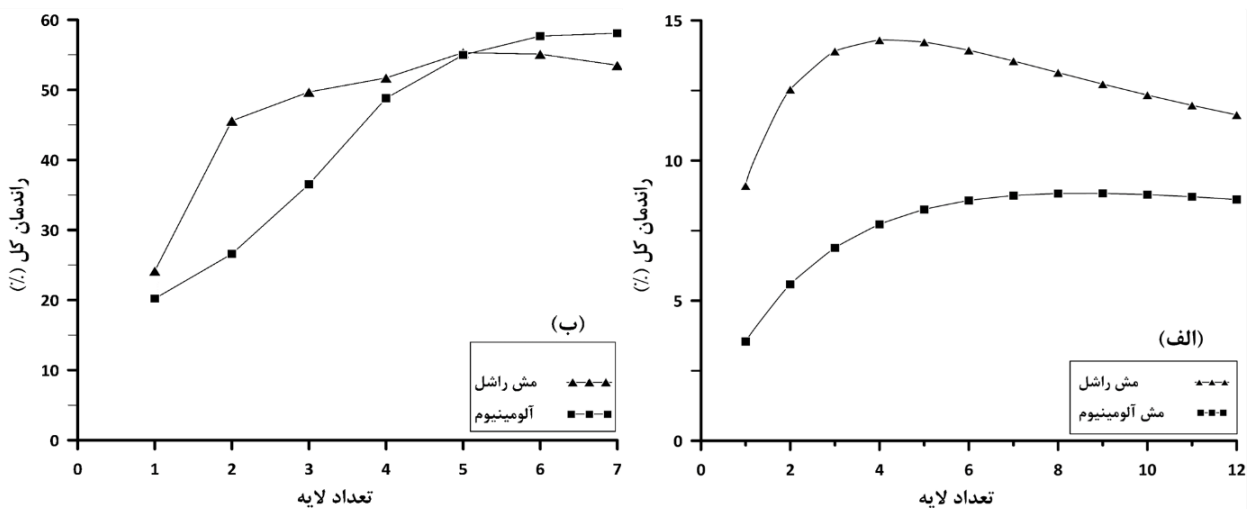 راندمان کل (٪)
15
10
5
0
0 2 4 6 8 10 12
تعداد لایه
(الف)
مش راشل
مش آلومینیوم
راندمان کل (٪)
60
50
40
30
20
10
0
0 1 2 3 4 5 6 7
تعداد لایه
(ب)
مش راشل
آلومینیوم